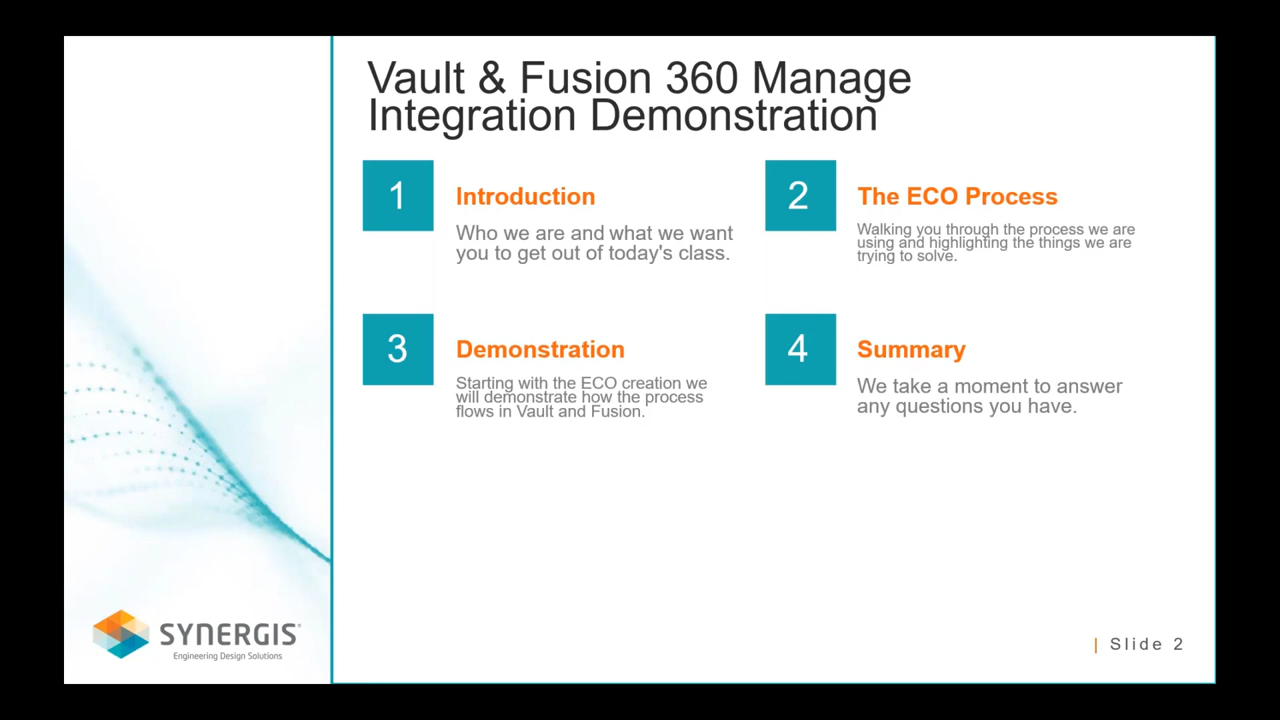 Vault & Fusion 360 Manage
Integration Demonstration
1
Introduction
Who we are and what we want
you to get out of today's class.
2
The ECO Process
Walking you through the process we are
using and highlighting the things we are
trying to solve.
3
Demonstration
Starting with the ECO creation we
will demonstrate how the process
flows in Vault and Fusion.
4
Summary
We take a moment to answer
any questions you have.
SYNERGIS®
Engineering Design Solutions
| Slide 2